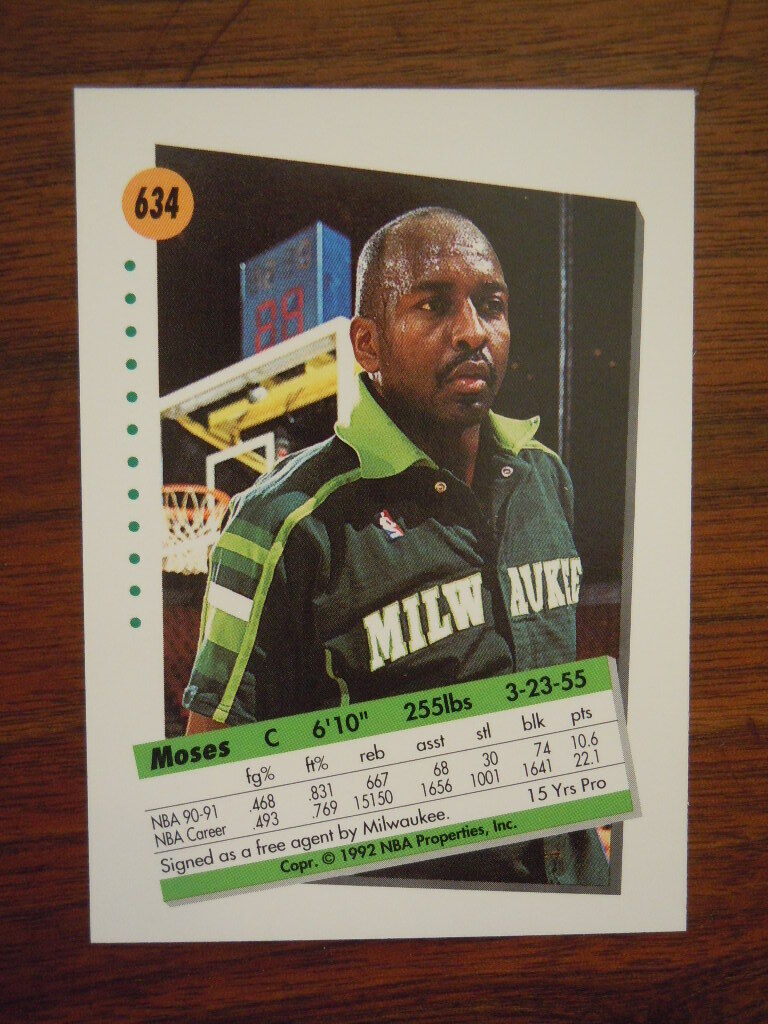 634
88
MILWAUKEE
Moses C 6'10" 255lbs 3-23-55
fg% ft% reb asst stl blk pts
NBA 90-91 .468 .831 667 68 30 74 10.6
NBA Career .493 .769 15150 1656 1001 1641 22.1
Signed as a free agent by Milwaukee. 15 Yrs Pro
Copr. © 1992 NBA Properties, Inc.